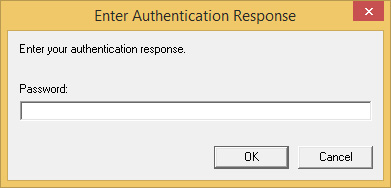 Enter Authentication Response
Enter your authentication response.
Password:
OK
Cancel